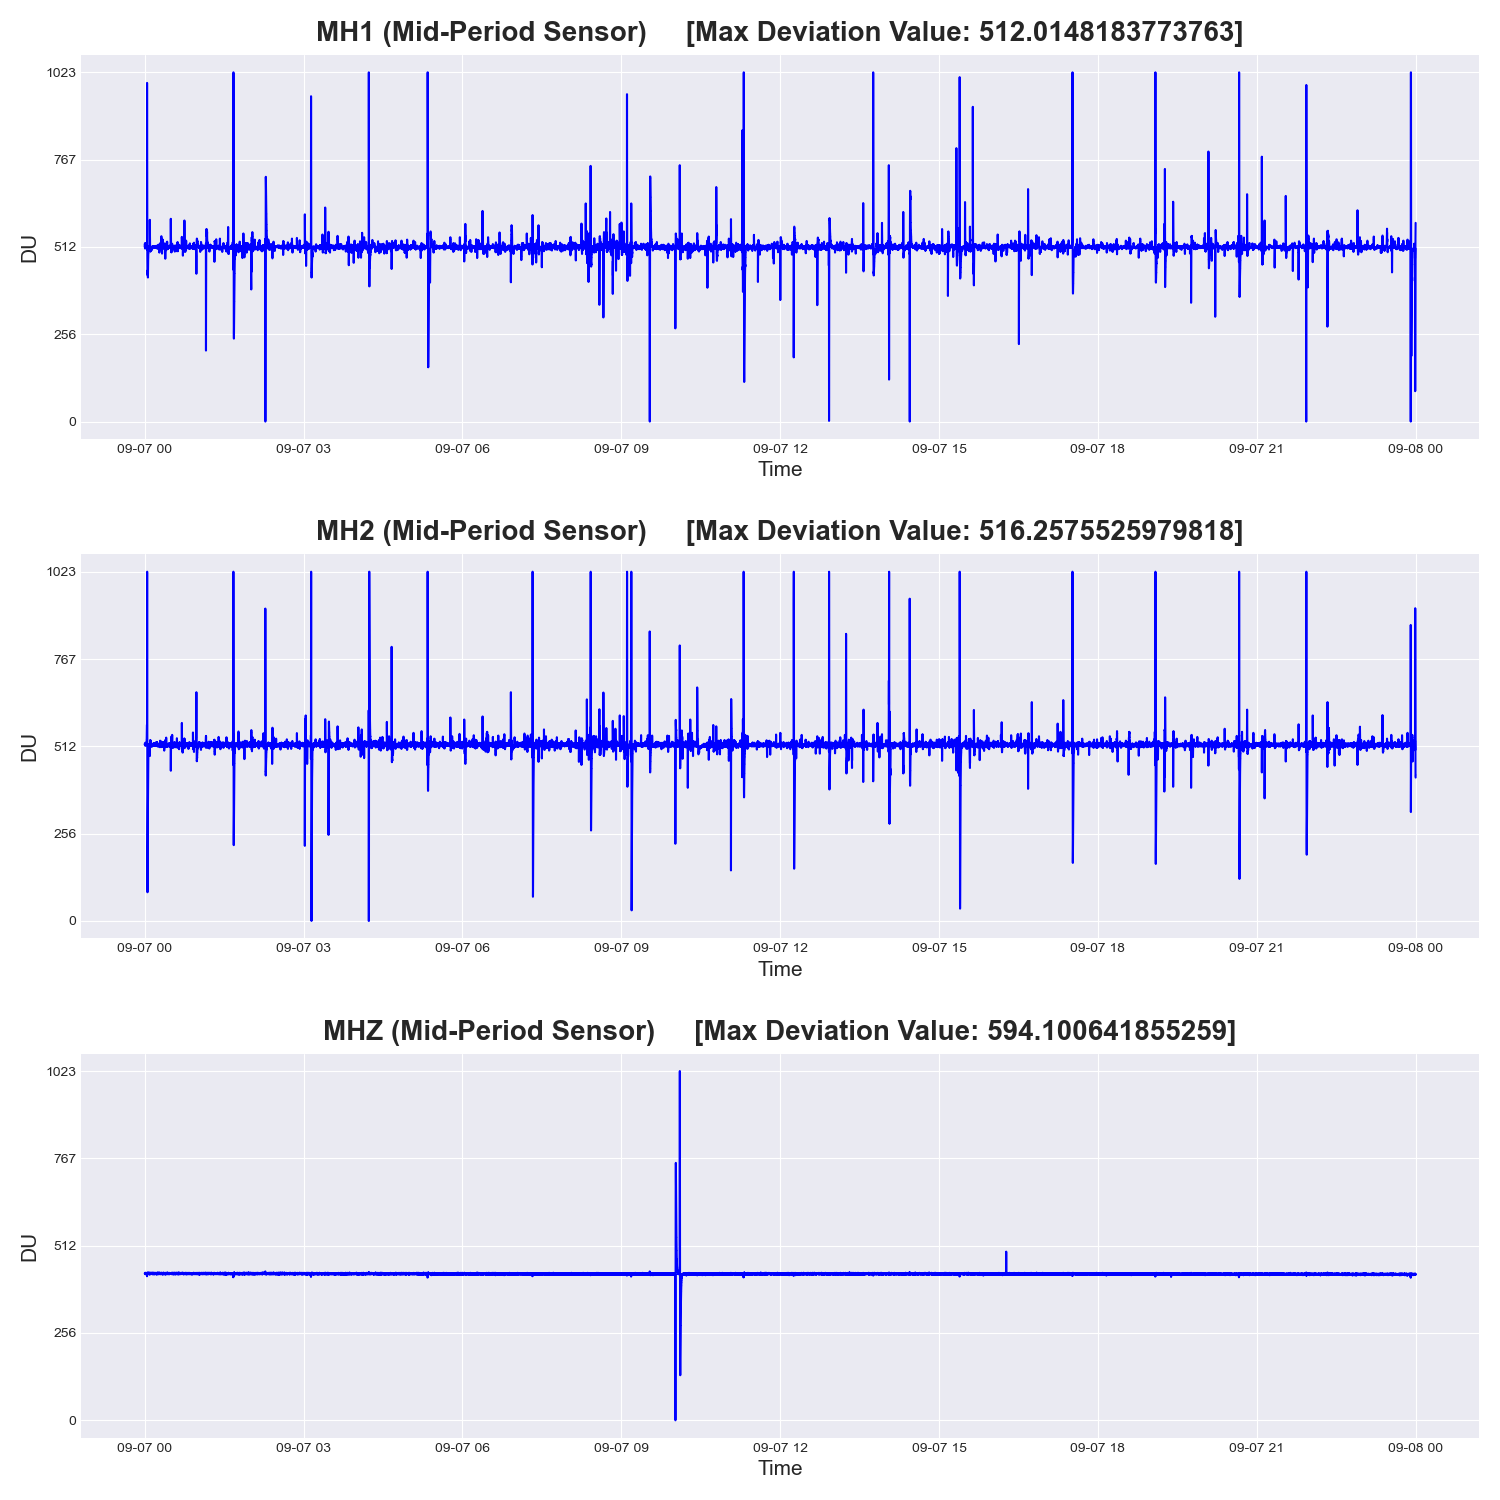 MH1 (Mid-Period Sensor) [Max Deviation Value: 512.0148183773763]
1023
767
512
256
0
DU
09-07 00 09-07 03 09-07 06 09-07 09 09-07 12 09-07 15 09-07 18 09-07 21 09-08 00
Time
MH2 (Mid-Period Sensor) [Max Deviation Value: 516.2575525979818]
1023
767
512
256
0
DU
09-07 00 09-07 03 09-07 06 09-07 09 09-07 12 09-07 15 09-07 18 09-07 21 09-08 00
Time
MHZ (Mid-Period Sensor) [Max Deviation Value: 594.100641855259]
1023
767
512
256
0
DU
09-07 00 09-07 03 09-07 06 09-07 09 09-07 12 09-07 15 09-07 18 09-07 21 09-08 00
Time